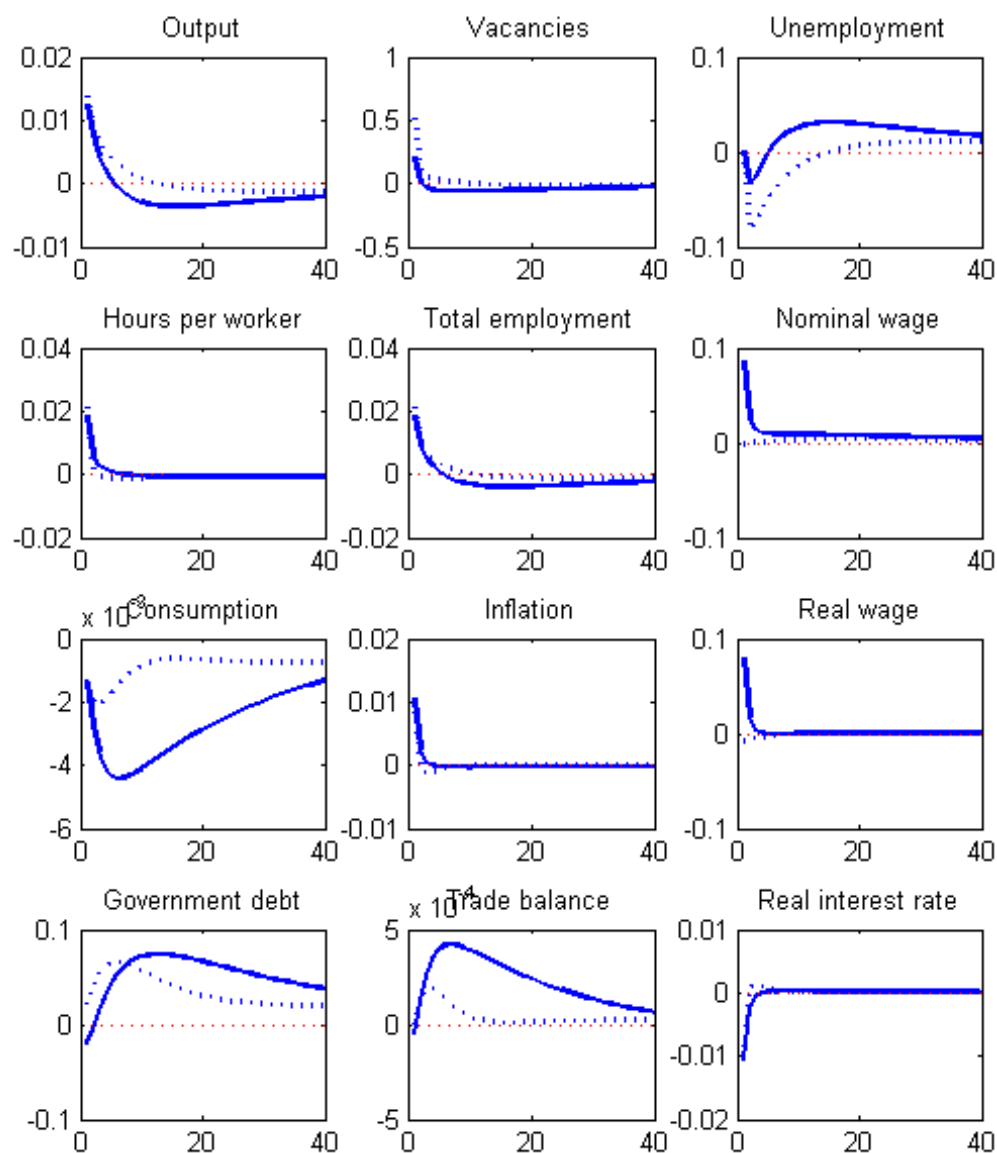 Output Vacancies Unemployment
0.02 1 0.1
0.01 0.5 0
0 0 -0.1
-0.01 -0.5
0 20 40 0 20 40 0 20 40
Hours per worker Total employment Nominal wage
0.04 0.04 0.1
0.02 0.02 0
0 0 -0.1
-0.02 -0.02
0 20 40 0 20 40 0 20 40
x 10⁻³ Consumption Inflation Real wage
0 0.02 0.1
-2 0.01 0
-4 0 -0.1
-6 -0.01
0 20 40 0 20 40 0 20 40
Government debt x 10⁻⁴ Trade balance Real interest rate
0.1 5 0.01
0 0 0
-0.1 -5 -0.01
-0.02
0 20 40 0 20 40 0 20 40